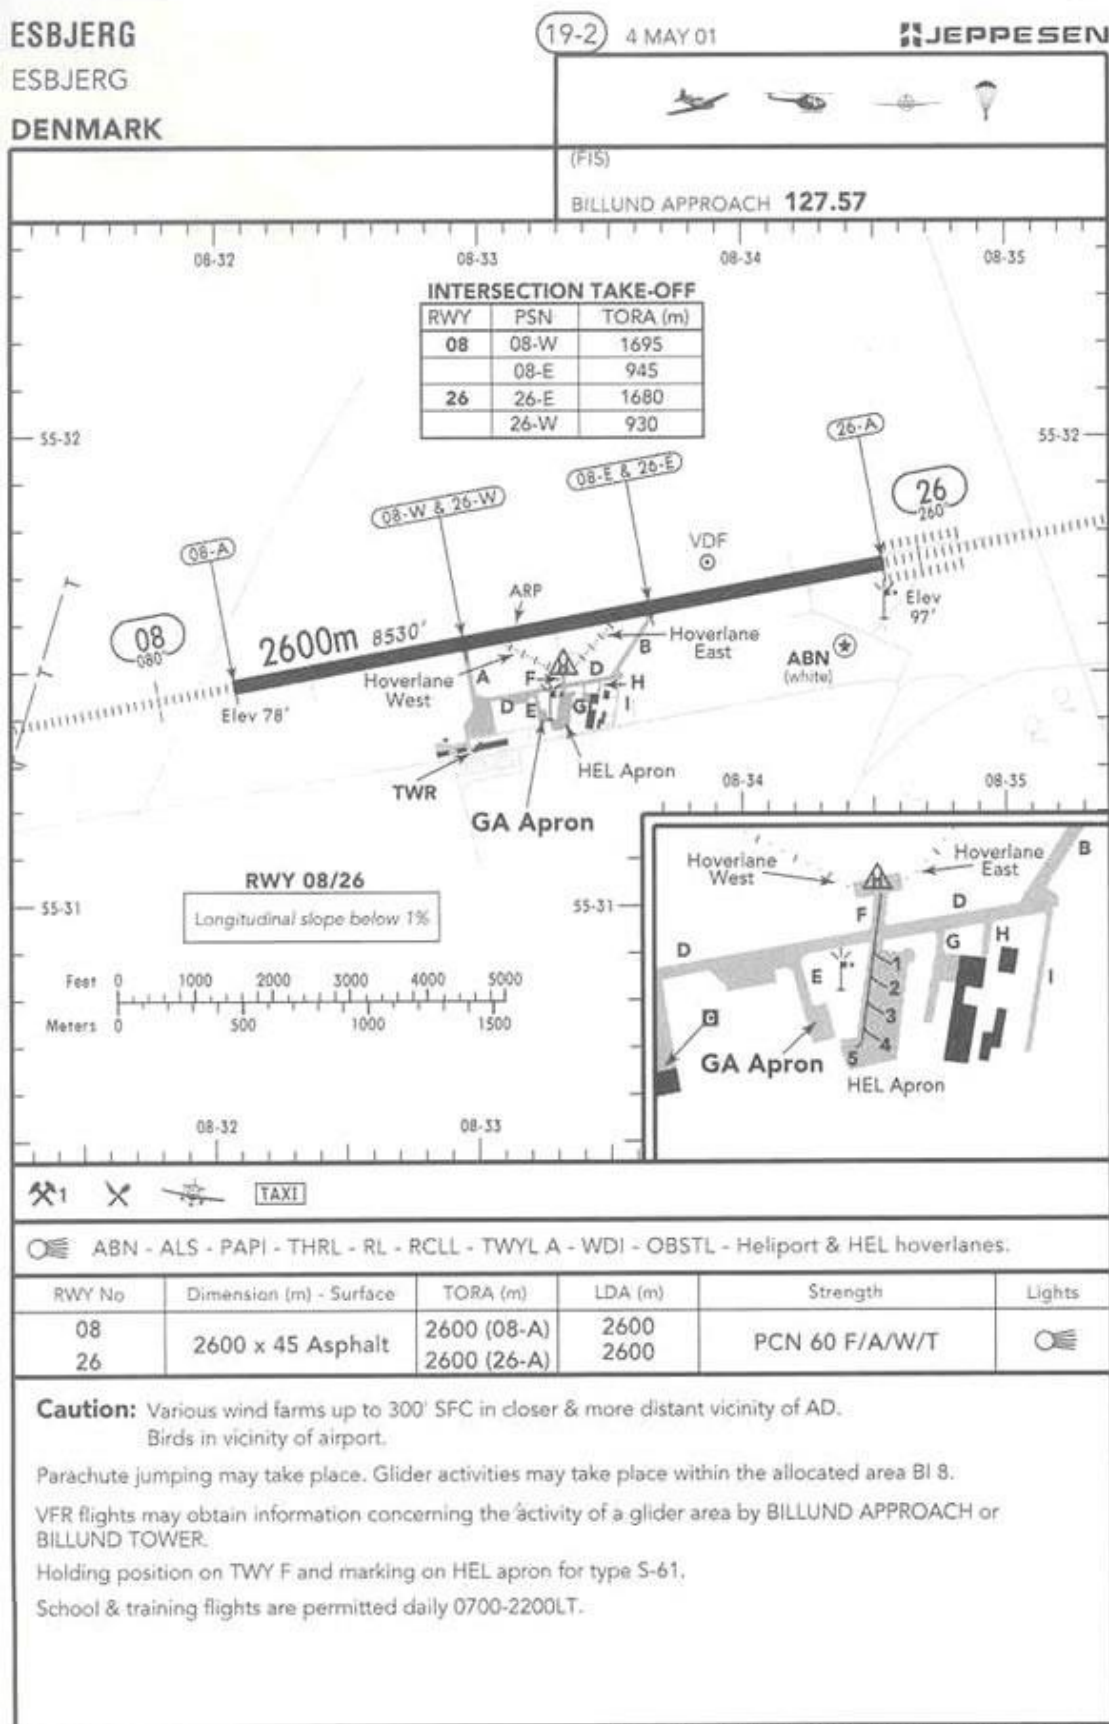 ESBJERG
19-2 4 MAY 01
JEPPESEN
ESBJERG
DENMARK
(FIS)
BILLUND APPROACH 127.57
08-32 08-33 08-34 08-35
INTERSECTION TAKE-OFF
RWY PSN TORA (m)
08 08-W 1695
08-E 945
26 26-E 1680
26-W 930
55-32 55-32
26-A
08-E & 26-E
26
260°
08-W & 26-W
08-A
VDF
ARP
Elev
97'
08
080°
2600m 8530'
Hoverlane
East
B
ABN
(white)
Hoverlane
West
A
F
H
D
H
D
E
G
I
Elev 78'
HEL Apron
TWR
GA Apron
08-34 08-35
RWY 08/26
Longitudinal slope below 1%
55-31 55-31
Hoverlane
West
Hoverlane
East
B
H
F
D
D
G
H
E
I
1
2
3
4
5
C
GA Apron
HEL Apron
Feet 0 1000 2000 3000 4000 5000
Meters 0 500 1000 1500
08-32 08-33
1
TAXI
ABN - ALS - PAPI - THRL - RL - RCLL - TWYL A - WDI - OBSTL - Heliport & HEL hoverlanes.
RWY No Dimension (m) - Surface TORA (m) LDA (m) Strength Lights
08 2600 x 45 Asphalt 2600 (08-A) 2600 PCN 60 F/A/W/T
26 2600 (26-A) 2600
Caution: Various wind farms up to 300' SFC in closer & more distant vicinity of AD.
Birds in vicinity of airport.
Parachute jumping may take place. Glider activities may take place within the allocated area BI 8.
VFR flights may obtain information concerning the activity of a glider area by BILLUND APPROACH or
BILLUND TOWER.
Holding position on TWY F and marking on HEL apron for type S-61.
School & training flights are permitted daily 0700-2200LT.